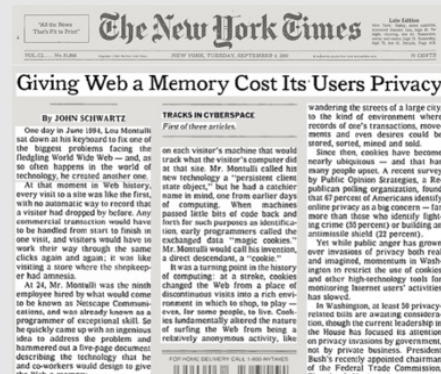 "All the News
That's Fit to Print"
The New York Times
Late Edition
NEW YORK, TUESDAY, SEPTEMBER 4, 2001
Giving Web a Memory Cost Its Users Privacy
By JOHN SCHWARTZ
One day in June 1994, Lou Montulli
sat down at his keyboard to fix one of
the biggest problems facing the
fledgling World Wide Web — and, as
so often happens in the world of
technology, he created another one.
At that moment in Web history,
every visit to a site was like the first,
with no automatic way to record that
a visitor had dropped by before. Any
commercial transaction would have
to be handled from start to finish in
one visit, and visitors would have to
work their way through the same
clicks again and again; it was like
visiting a store where the shopkeep-
er had amnesia.
At 24, Mr. Montulli was the ninth
employee hired by what would come
to be known as Netscape Communi-
cations, and was already known as a
programmer of exceptional skill. So
he quickly came up with an ingenious
idea to address the problem and
hammered out a five-page document
describing the technology that he
and co-workers would design to give
TRACKS IN CYBERSPACE
First of three articles.
on each visitor's machine that would
track what the visitor's computer did
at that site. Mr. Montulli called his
new technology a "persistent client
state object," but he had a catchier
name in mind, one from earlier days
of computing. When machines
passed little bits of code back and
forth for such purposes as identifica-
tion, early programmers called the
exchanged data "magic cookies."
Mr. Montulli would call his invention,
a direct descendant, a "cookie."
It was a turning point in the history
of computing: at a stroke, cookies
changed the Web from a place of
discontinuous visits into a rich envi-
ronment in which to shop, to play —
even, for some people, to live. Cook-
ies fundamentally altered the nature
of surfing the Web from being a
relatively anonymous activity, like
FOR HOME DELIVERY CALL 1-800-NYTIMES
wandering the streets of a large city,
to the kind of environment where
records of one's transactions, move-
ments and even desires could be
stored, sorted, mined and sold.
Since then, cookies have become
nearly ubiquitous — and that has
many people upset. A recent survey
by Public Opinion Strategies, a Re-
publican polling organization, found
that 67 percent of Americans identify
online privacy as a big concern — far
more than those who identify fight-
ing crime (55 percent) or building an
antimissile shield (22 percent).
Yet while public anger has grown
over invasions of privacy both real
and imagined, momentum in Wash-
ington to restrict the use of cookies
and other high-technology tools for
monitoring Internet users' activities
has slowed.
In Washington, at least 50 privacy-
related bills are awaiting considera-
tion, though the current leadership in
the House has focused its attention
on privacy invasions by government,
not by private business. President
Bush's recently appointed chairman
of the Federal Trade Commission